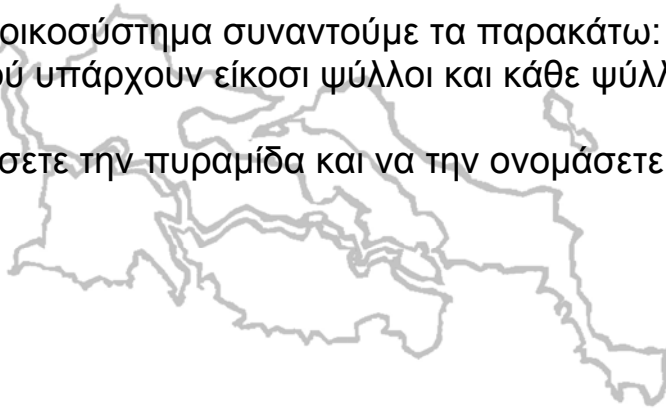 οικοσύστημα συναντούμε τα παρακάτω:
ού υπάρχουν είκοσι ψύλλοι και κάθε ψύλλ
σετε την πυραμίδα και να την ονομάσετε